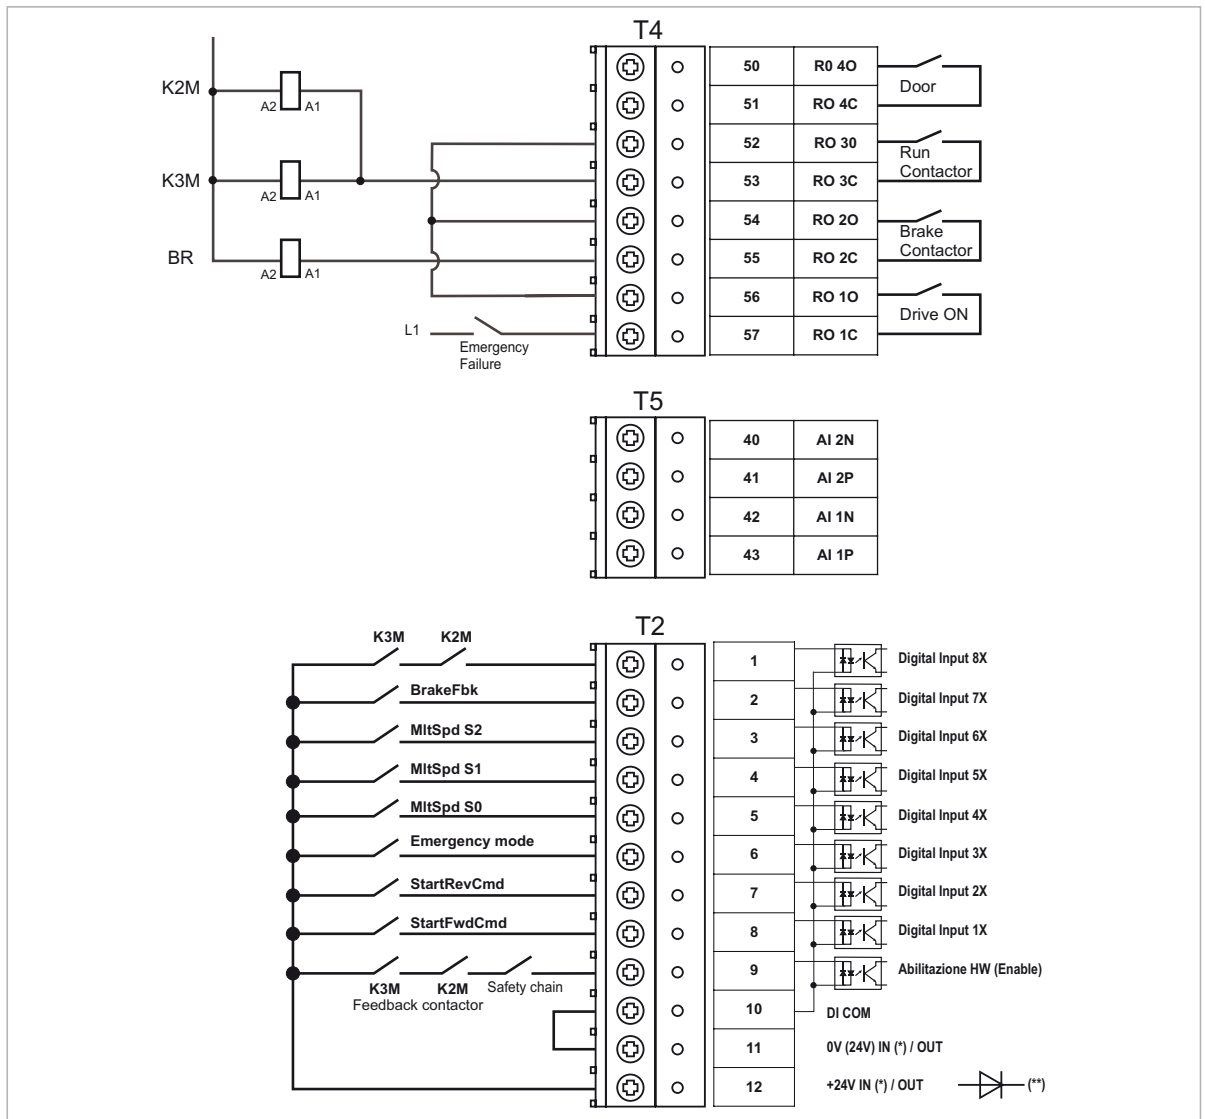 T4
K2M
A2 A1
K3M
A2 A1
BR
A2 A1
L1
Emergency
Failure
50 R0 4O
51 RO 4C
52 RO 30
53 RO 3C
54 RO 2O
55 RO 2C
56 RO 1O
57 RO 1C
Door
Run
Contactor
Brake
Contactor
Drive ON
T5
40 AI 2N
41 AI 2P
42 AI 1N
43 AI 1P
T2
K3M K2M
BrakeFbk
MltSpd S2
MltSpd S1
MltSpd S0
Emergency mode
StartRevCmd
StartFwdCmd
K3M K2M Safety chain
Feedback contactor
1 Digital Input 8X
2 Digital Input 7X
3 Digital Input 6X
4 Digital Input 5X
5 Digital Input 4X
6 Digital Input 3X
7 Digital Input 2X
8 Digital Input 1X
9 Abilitazione HW (Enable)
10 DI COM
11 0V (24V) IN (*) / OUT
12 +24V IN (*) / OUT (**)